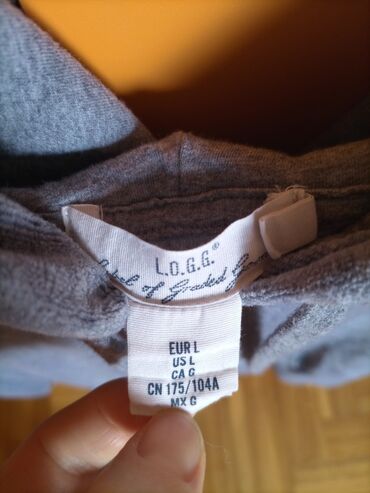 L.O.G.G.®
Label of Graded Goods
EUR L
US L
CA G
CN 175/104A
MX G